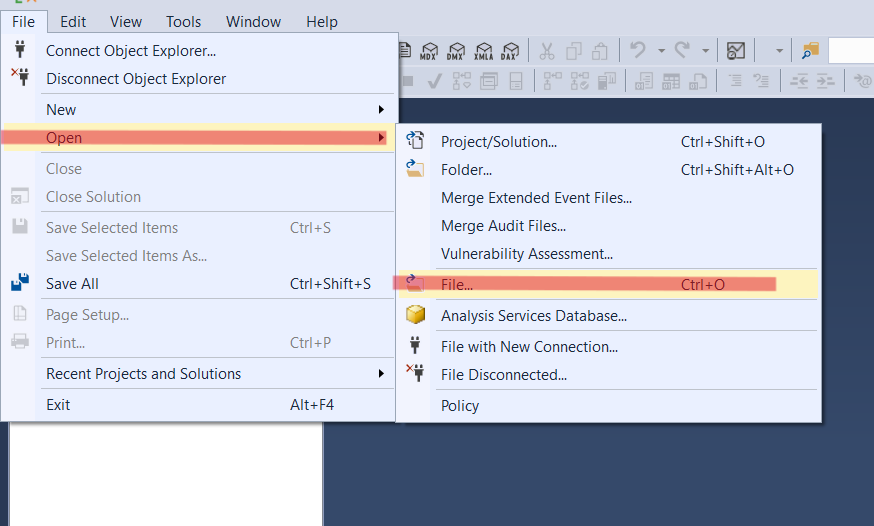 File Edit View Tools Window Help
MDX DMX XMLA DAX
Connect Object Explorer...
Disconnect Object Explorer
New
Open
Close
Close Solution
Save Selected Items Ctrl+S
Save Selected Items As...
Save All Ctrl+Shift+S
Page Setup...
Print... Ctrl+P
Recent Projects and Solutions
Exit Alt+F4
Project/Solution... Ctrl+Shift+O
Folder... Ctrl+Shift+Alt+O
Merge Extended Event Files...
Merge Audit Files...
Vulnerability Assessment...
File... Ctrl+O
Analysis Services Database...
File with New Connection...
File Disconnected...
Policy